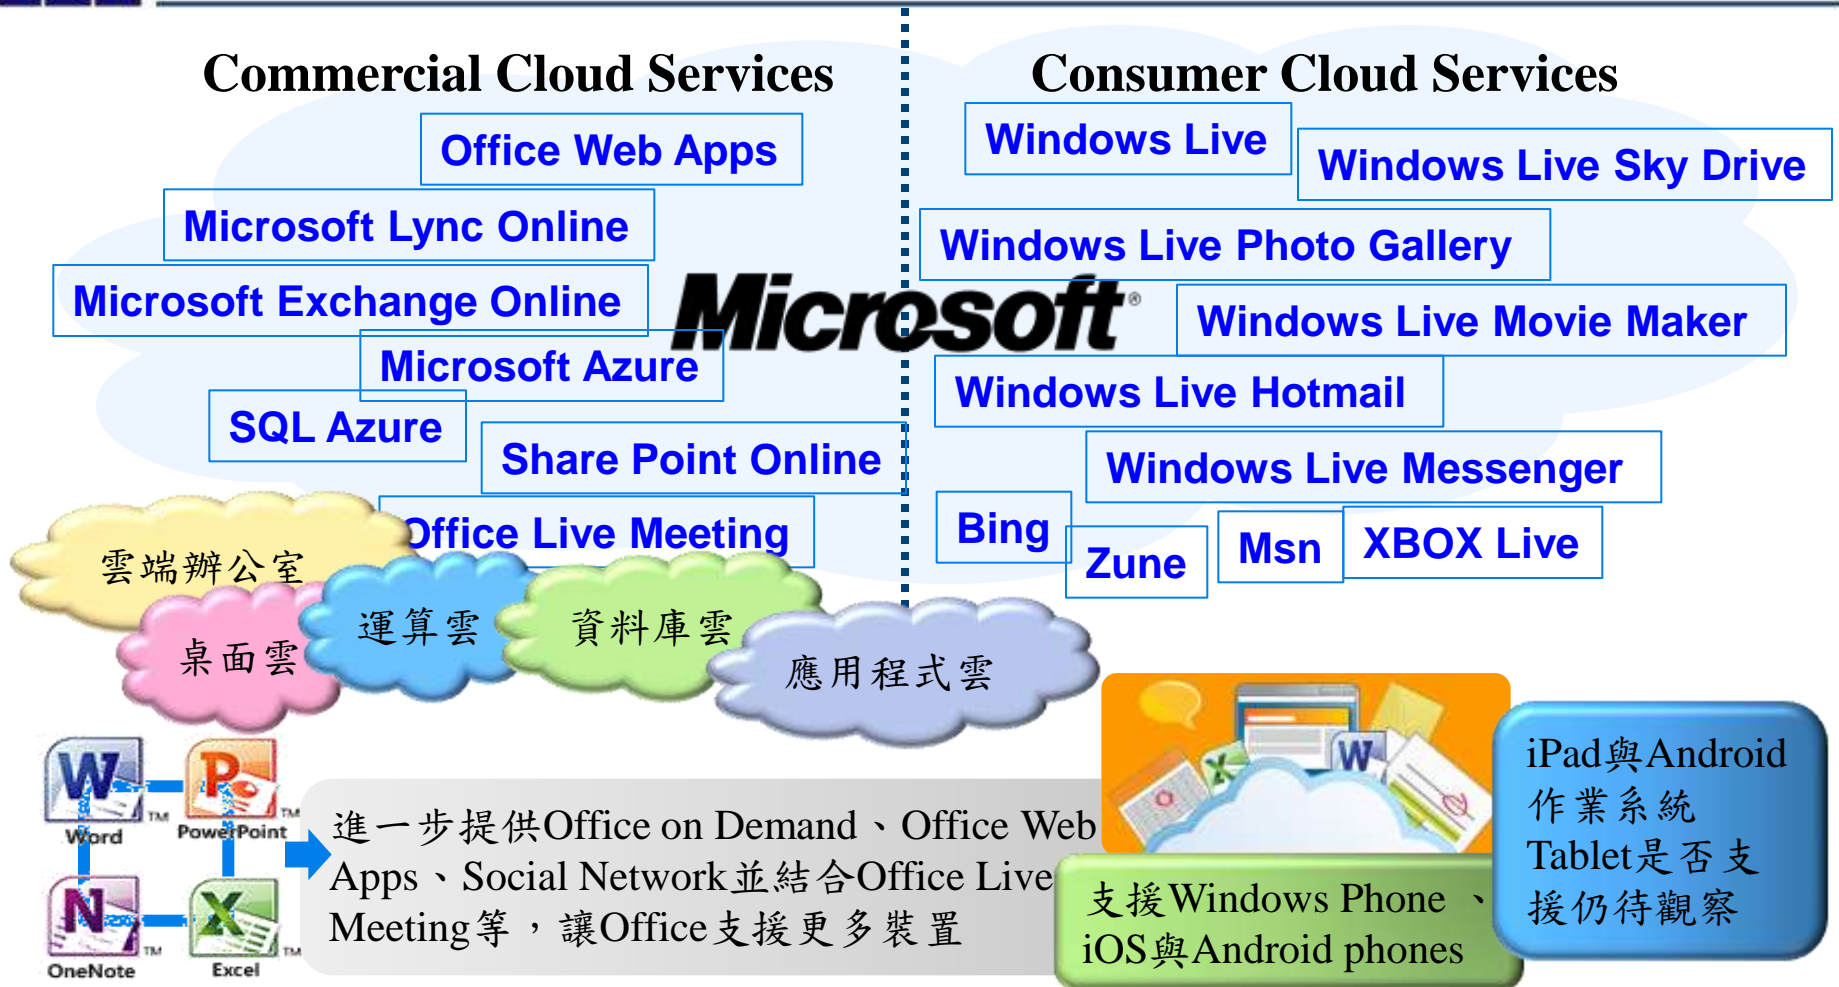 Commercial Cloud Services
Office Web Apps
Microsoft Lync Online
Microsoft Exchange Online
Microsoft Azure
SQL Azure
Share Point Online
Office Live Meeting
Microsoft®
Consumer Cloud Services
Windows Live
Windows Live Sky Drive
Windows Live Photo Gallery
Windows Live Movie Maker
Windows Live Hotmail
Windows Live Messenger
Bing
Zune
Msn
XBOX Live
雲端辦公室
桌面雲
運算雲
資料庫雲
應用程式雲
W TM
Word
P TM
PowerPoint
N TM
OneNote
X TM
Excel
進一步提供Office on Demand、Office Web
Apps、Social Network並結合Office Live
Meeting等，讓Office支援更多裝置
W
X
支援Windows Phone 、
iOS與Android phones
iPad與Android
作業系統
Tablet是否支
援仍待觀察